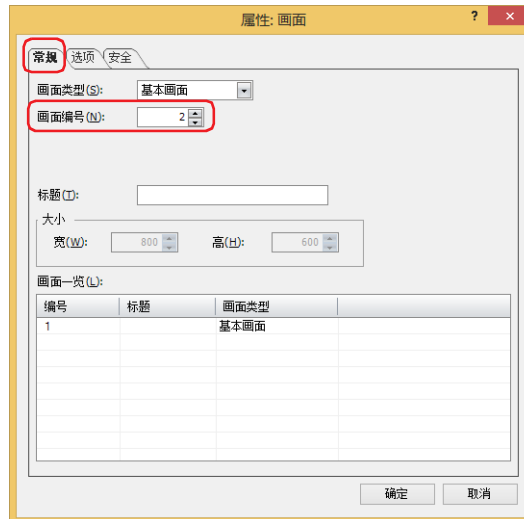 属性: 画面 ? ×
常规 选项 安全
画面类型(S): 基本画面
画面编号(N): 2
标题(T):
大小
宽(W): 800 高(H): 600
画面一览(L):
编号 标题 画面类型
1 基本画面
确定 取消